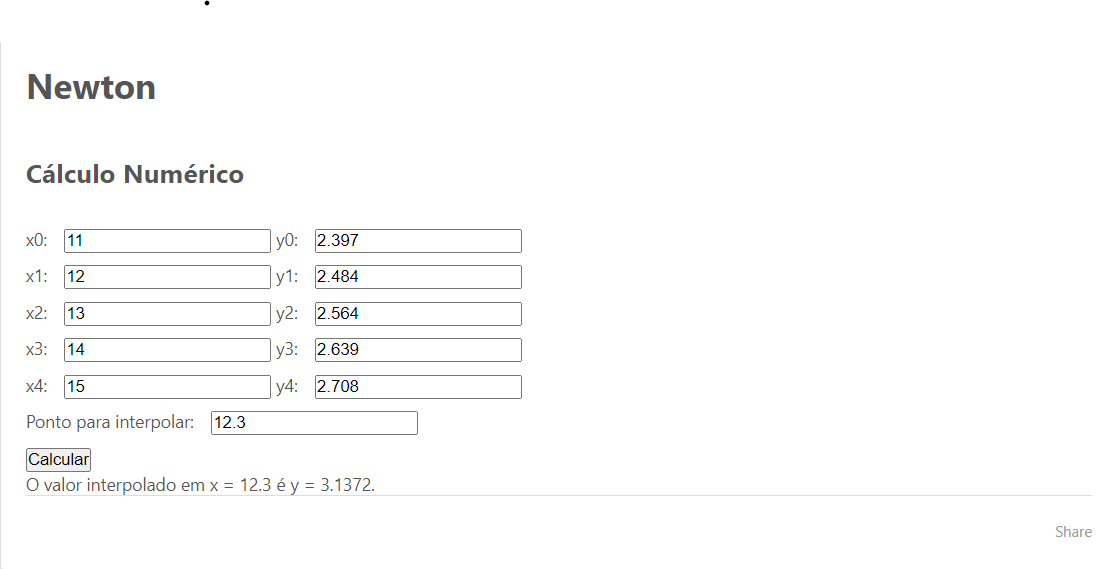 Newton
Cálculo Numérico
x0: 11 y0: 2.397
x1: 12 y1: 2.484
x2: 13 y2: 2.564
x3: 14 y3: 2.639
x4: 15 y4: 2.708
Ponto para interpolar: 12.3
Calcular
O valor interpolado em x = 12.3 é y = 3.1372.
Share